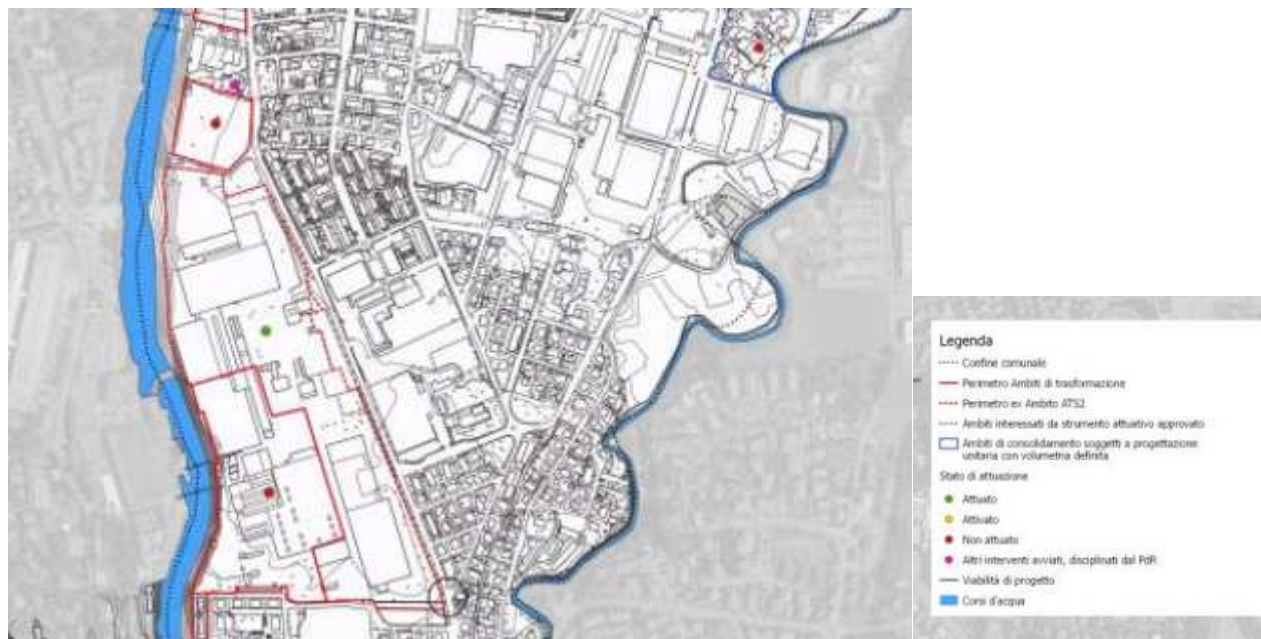 Legenda
Confine comunale
Perimetro Ambiti di trasformazione
Perimetro ex Ambito ATS2
Ambiti interessati da strumento attuativo approvato
Ambiti di consolidamento soggetti a progettazione
unitaria con volumetria definita
Stato di attuazione
Attuato
Attivato
Non attuato
Altri interventi avviati, disciplinati dal PdR
Viabilità di progetto
Corsi d'acqua